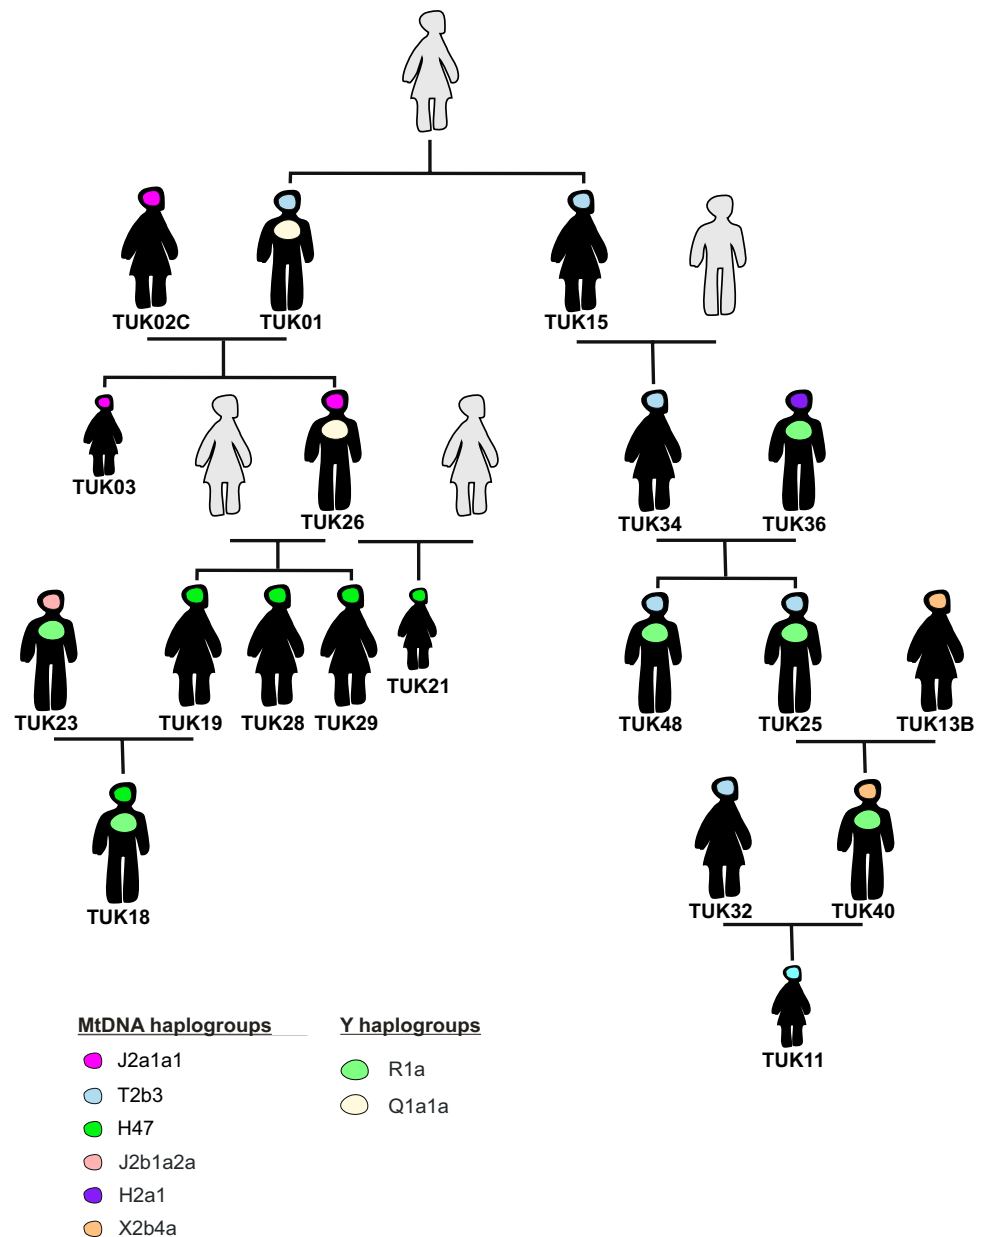 TUK02C TUK01 TUK15
TUK03 TUK26 TUK34 TUK36
TUK23 TUK19 TUK28 TUK29 TUK21 TUK48 TUK25 TUK13B
TUK18 TUK32 TUK40
TUK11
MtDNA haplogroups
J2a1a1
T2b3
H47
J2b1a2a
H2a1
X2b4a
Y haplogroups
R1a
Q1a1a